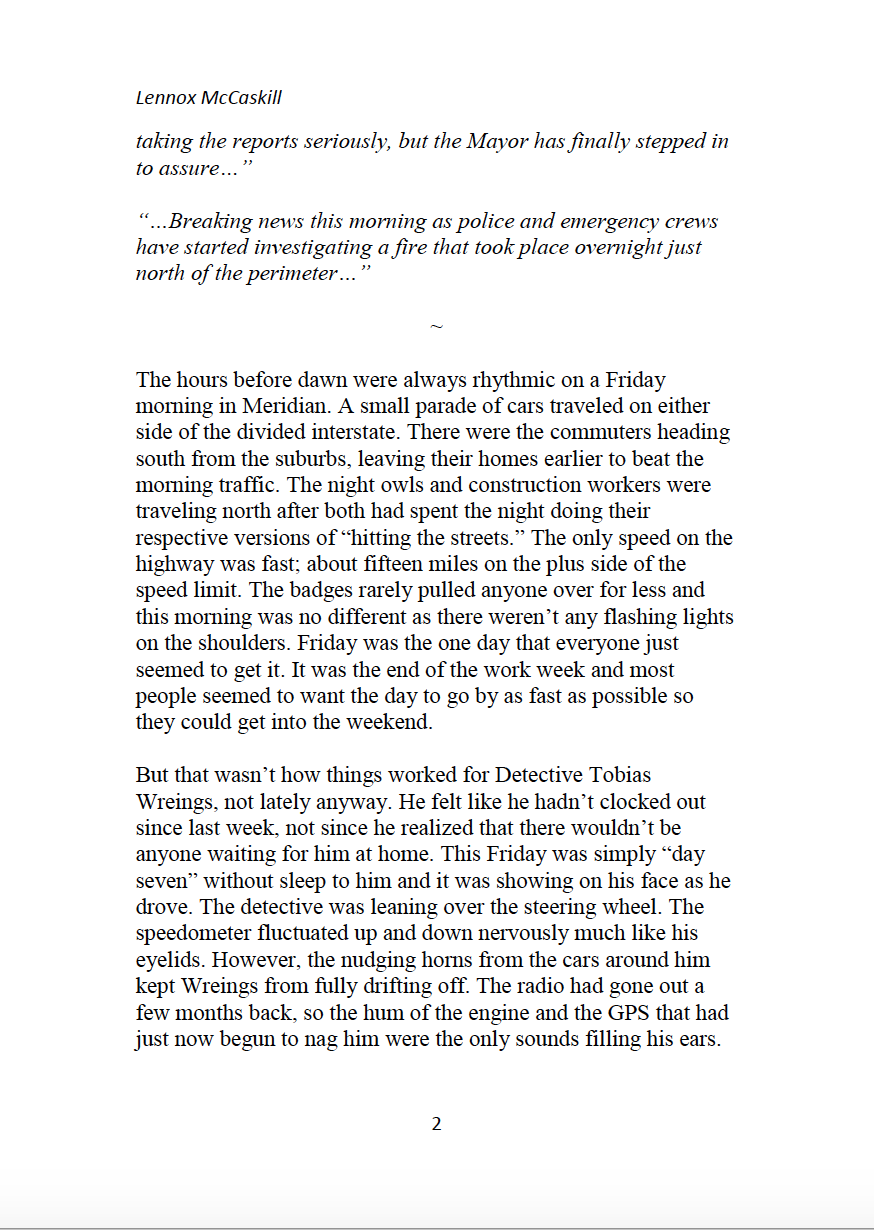 Lennox McCaskill
taking the reports seriously, but the Mayor has finally stepped in
to assure…”
“…Breaking news this morning as police and emergency crews
have started investigating a fire that took place overnight just
north of the perimeter…”
~
The hours before dawn were always rhythmic on a Friday
morning in Meridian. A small parade of cars traveled on either
side of the divided interstate. There were the commuters heading
south from the suburbs, leaving their homes earlier to beat the
morning traffic. The night owls and construction workers were
traveling north after both had spent the night doing their
respective versions of “hitting the streets.” The only speed on the
highway was fast; about fifteen miles on the plus side of the
speed limit. The badges rarely pulled anyone over for less and
this morning was no different as there weren’t any flashing lights
on the shoulders. Friday was the one day that everyone just
seemed to get it. It was the end of the work week and most
people seemed to want the day to go by as fast as possible so
they could get into the weekend.
But that wasn’t how things worked for Detective Tobias
Wreings, not lately anyway. He felt like he hadn’t clocked out
since last week, not since he realized that there wouldn’t be
anyone waiting for him at home. This Friday was simply “day
seven” without sleep to him and it was showing on his face as he
drove. The detective was leaning over the steering wheel. The
speedometer fluctuated up and down nervously much like his
eyelids. However, the nudging horns from the cars around him
kept Wreings from fully drifting off. The radio had gone out a
few months back, so the hum of the engine and the GPS that had
just now begun to nag him were the only sounds filling his ears.
2